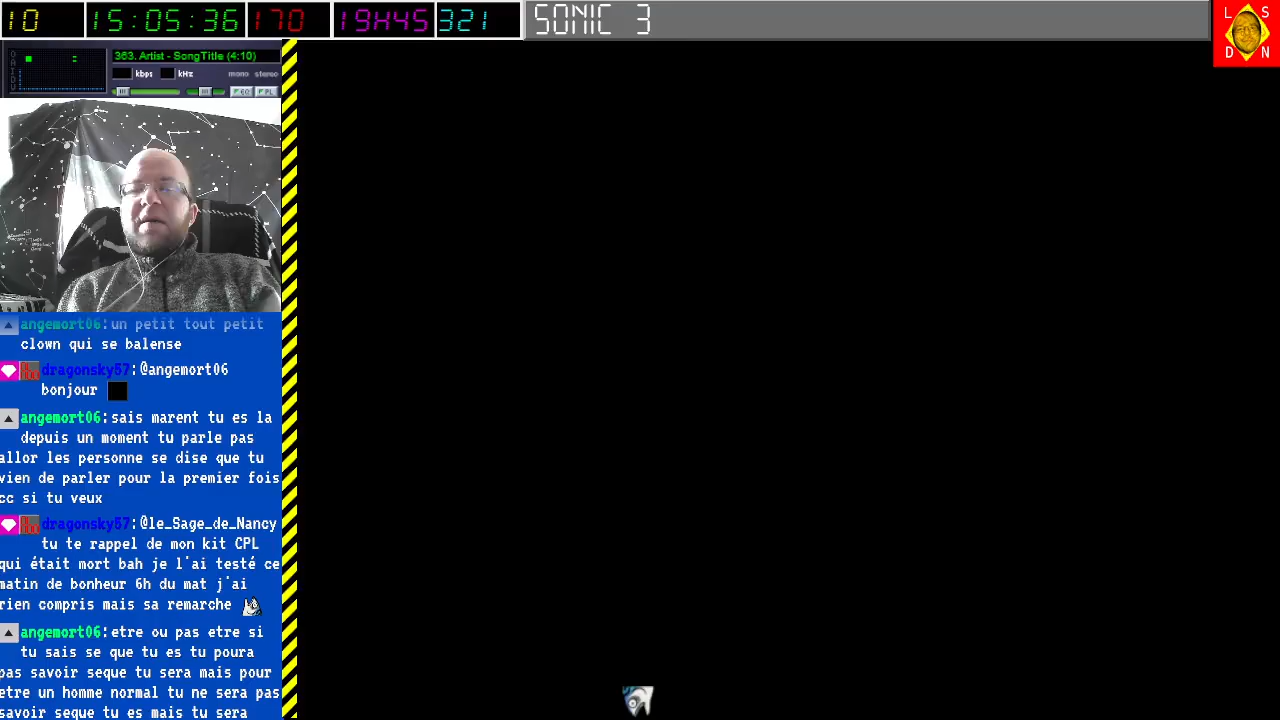 10 15:05:36 170 19H45 321 SONIC 3
L S
D N
363. Artist - SongTitle (4:10)
kbps kHz mono stereo
EQ PL
angemort06: un petit tout petit
clown qui se balense
dragonsky57: @angemort06
bonjour
angemort06: sais marent tu es la
depuis un moment tu parle pas
allor les personne se dise que tu
vien de parler pour la premier fois
cc si tu veux
dragonsky57: @le_Sage_de_Nancy
tu te rappel de mon kit CPL
qui était mort bah je l'ai testé ce
matin de bonheur 6h du mat j'ai
rien compris mais sa remarche
angemort06: etre ou pas etre si
tu sais se que tu es tu poura
pas savoir seque tu sera mais pour
etre un homme normal tu ne sera pas
savoir seque tu es mais tu sera